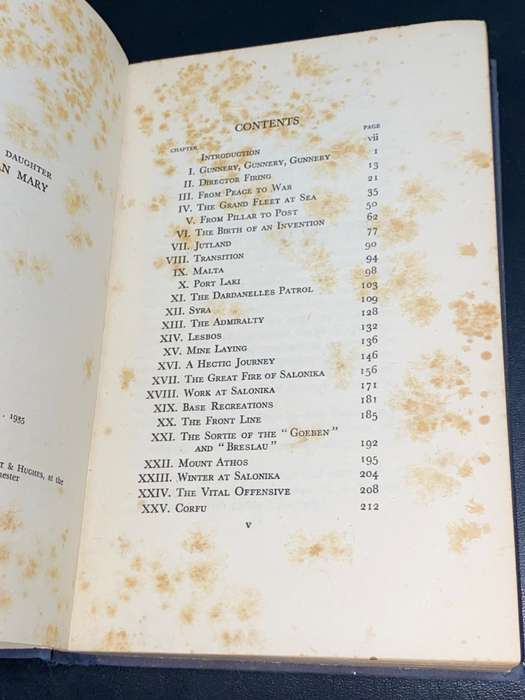 DAUGHTER
AN MARY
. 1935
T & HUGHES, at the
chester
CONTENTS
CHAPTER PAGE
INTRODUCTION vii
I. GUNNERY, GUNNERY, GUNNERY 1
II. DIRECTOR FIRING 13
III. FROM PEACE TO WAR 21
IV. THE GRAND FLEET AT SEA 35
V. FROM PILLAR TO POST 50
VI. THE BIRTH OF AN INVENTION 62
VII. JUTLAND 77
VIII. TRANSITION 90
IX. MALTA 94
X. PORT LAKI 98
XI. THE DARDANELLES PATROL 103
XII. SYRA 109
XIII. THE ADMIRALTY 128
XIV. LESBOS 132
XV. MINE LAYING 136
XVI. A HECTIC JOURNEY 146
XVII. THE GREAT FIRE OF SALONIKA 156
XVIII. WORK AT SALONIKA 171
XIX. BASE RECREATIONS 181
XX. THE FRONT LINE 185
XXI. THE SORTIE OF THE "GOEBEN"
AND "BRESLAU" 192
XXII. MOUNT ATHOS 195
XXIII. WINTER AT SALONIKA 204
XXIV. THE VITAL OFFENSIVE 208
XXV. CORFU 212
v